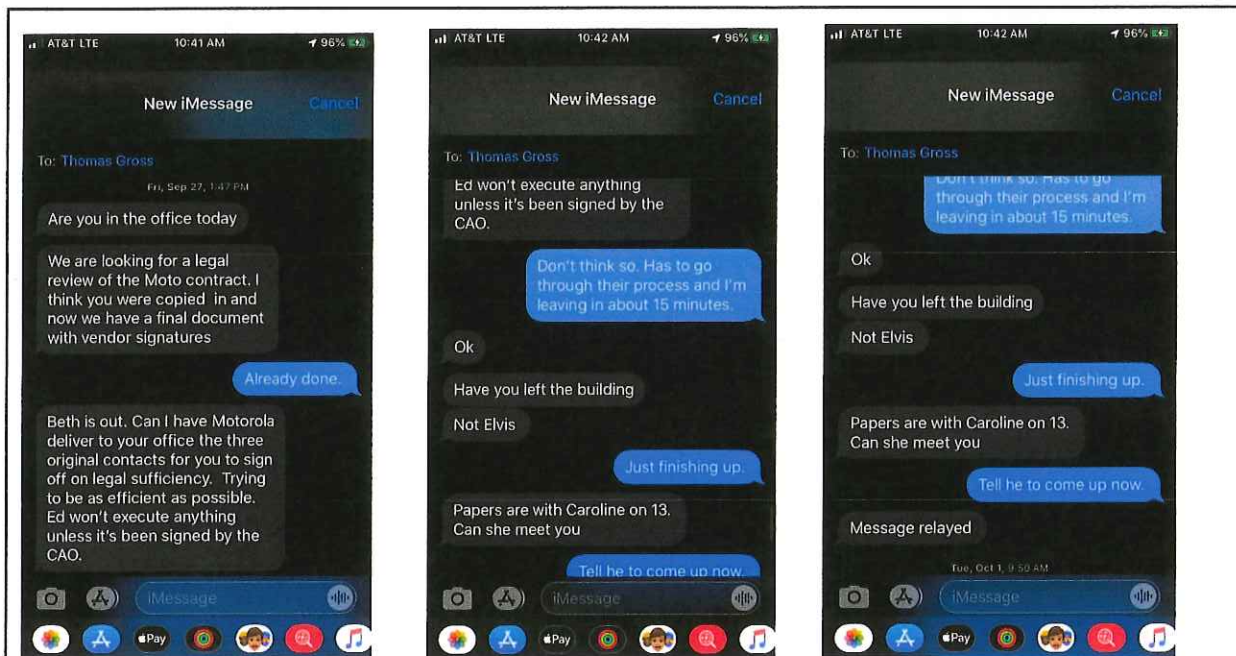 AT&T LTE 10:41 AM 96%
New iMessage Cancel
To: Thomas Gross
Fri, Sep 27, 1:47 PM
Are you in the office today
We are looking for a legal
review of the Moto contract. I
think you were copied in and
now we have a final document
with vendor signatures
Already done.
Beth is out. Can I have Motorola
deliver to your office the three
original contacts for you to sign
off on legal sufficiency. Trying
to be as efficient as possible.
Ed won't execute anything
unless it's been signed by the
CAO.
iMessage
Pay
AT&T LTE 10:42 AM 96%
New iMessage Cancel
To: Thomas Gross
Ed won't execute anything
unless it's been signed by the
CAO.
Don't think so. Has to go
through their process and I'm
leaving in about 15 minutes.
Ok
Have you left the building
Not Elvis
Just finishing up.
Papers are with Caroline on 13.
Can she meet you
Tell he to come up now.
iMessage
Pay
AT&T LTE 10:42 AM 96%
New iMessage Cancel
To: Thomas Gross
Don't think so. Has to go
through their process and I'm
leaving in about 15 minutes.
Ok
Have you left the building
Not Elvis
Just finishing up.
Papers are with Caroline on 13.
Can she meet you
Tell he to come up now.
Message relayed
Tue, Oct 1, 9:50 AM
iMessage
Pay